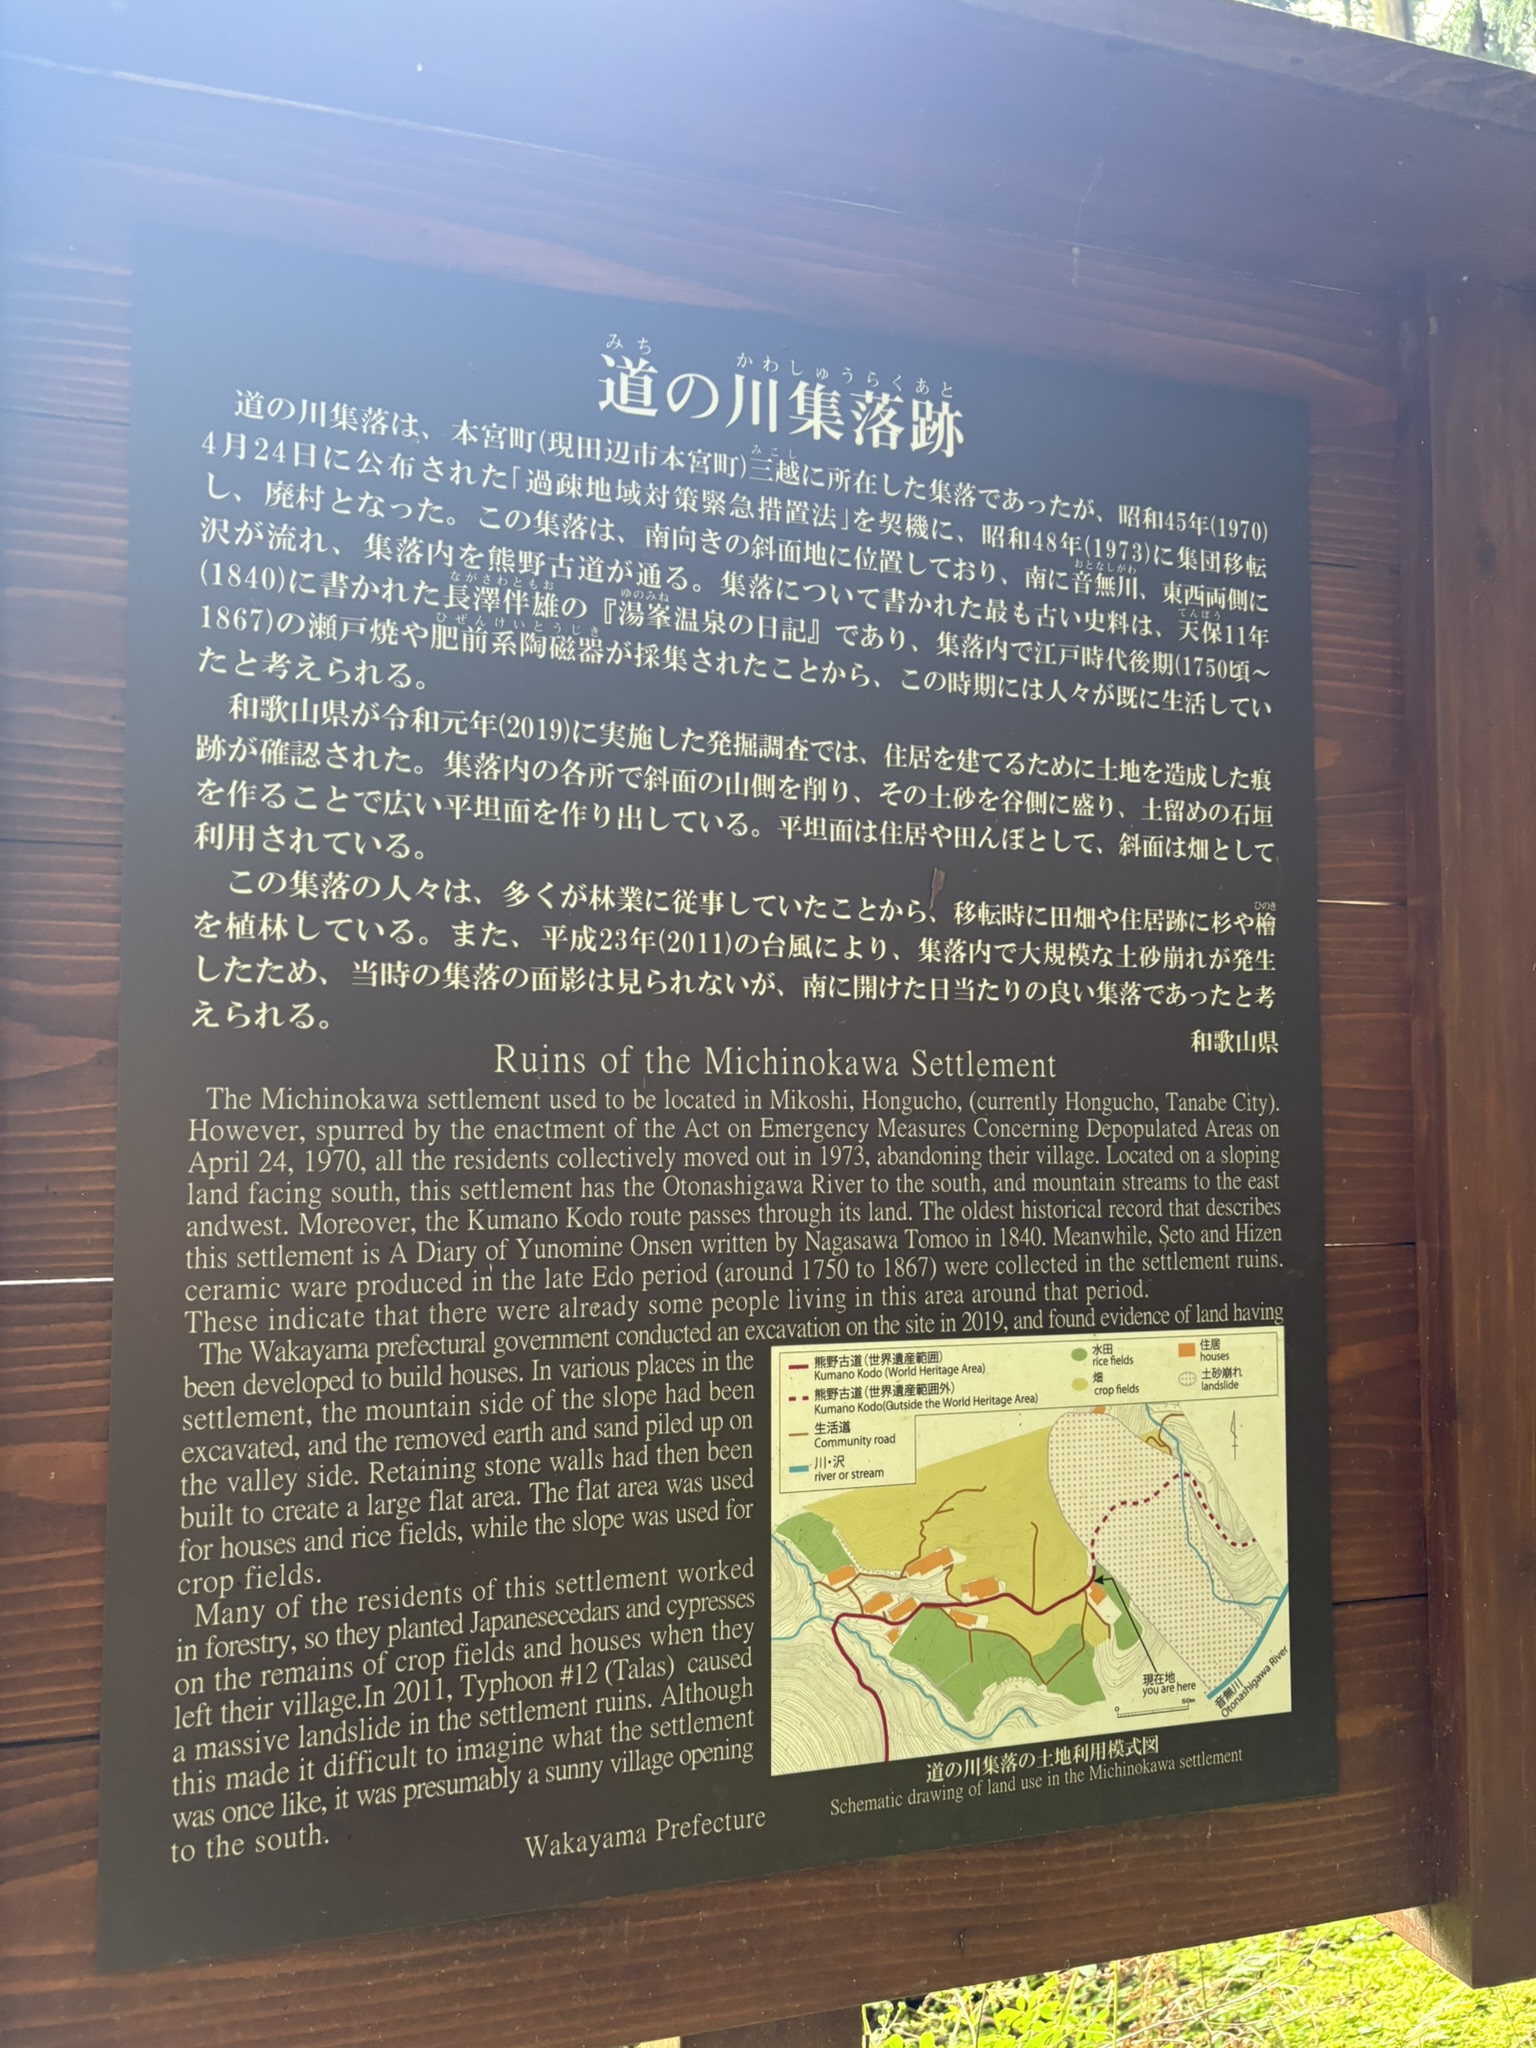 みち かわしゅうらくあと
道の川集落跡
道の川集落は、本宮町(現田辺市本宮町)三越に所在した集落であったが、昭和45年(1970)
みこし
4月24日に公布された「過疎地域対策緊急措置法」を契機に、昭和48年(1973)に集団移転
し、廃村となった。この集落は、南向きの斜面地に位置しており、南に音無川、東西両側に
おとなしがわ
沢が流れ、集落内を熊野古道が通る。集落について書かれた最も古い史料は、天保11年
てんぽう
(1840)に書かれた長澤伴雄の『湯峯温泉の日記』であり、集落内で江戸時代後期(1750頃〜
ながさわともお ゆのみね
1867)の瀬戸焼や肥前系陶磁器が採集されたことから、この時期には人々が既に生活してい
ひぜんけいとうじき
たと考えられる。
和歌山県が令和元年(2019)に実施した発掘調査では、住居を建てるために土地を造成した痕
跡が確認された。集落内の各所で斜面の山側を削り、その土砂を谷側に盛り、土留めの石垣
を作ることで広い平坦面を作り出している。平坦面は住居や田んぼとして、斜面は畑として
利用されている。
この集落の人々は、多くが林業に従事していたことから、移転時に田畑や住居跡に杉や檜
ひのき
を植林している。また、平成23年(2011)の台風により、集落内で大規模な土砂崩れが発生
したため、当時の集落の面影は見られないが、南に開けた日当たりの良い集落であったと考
えられる。
和歌山県
Ruins of the Michinokawa Settlement
The Michinokawa settlement used to be located in Mikoshi, Hongucho, (currently Hongucho, Tanabe City).
However, spurred by the enactment of the Act on Emergency Measures Concerning Depopulated Areas on
April 24, 1970, all the residents collectively moved out in 1973, abandoning their village. Located on a sloping
land facing south, this settlement has the Otonashigawa River to the south, and mountain streams to the east
andwest. Moreover, the Kumano Kodo route passes through its land. The oldest historical record that describes
this settlement is A Diary of Yunomine Onsen written by Nagasawa Tomoo in 1840. Meanwhile, Seto and Hizen
ceramic ware produced in the late Edo period (around 1750 to 1867) were collected in the settlement ruins.
These indicate that there were already some people living in this area around that period.
The Wakayama prefectural government conducted an excavation on the site in 2019, and found evidence of land having
been developed to build houses. In various places in the
settlement, the mountain side of the slope had been
excavated, and the removed earth and sand piled up on
the valley side. Retaining stone walls had then been
built to create a large flat area. The flat area was used
for houses and rice fields, while the slope was used for
crop fields.
Many of the residents of this settlement worked
in forestry, so they planted Japanesecedars and cypresses
on the remains of crop fields and houses when they
left their village.In 2011, Typhoon #12 (Talas) caused
a massive landslide in the settlement ruins. Although
this made it difficult to imagine what the settlement
was once like, it was presumably a sunny village opening
to the south.
Wakayama Prefecture
熊野古道(世界遺産範囲)
Kumano Kodo (World Heritage Area)
熊野古道(世界遺産範囲外)
Kumano Kodo(Gutside the World Heritage Area)
生活道
Community road
川・沢
river or stream
水田
rice fields
畑
crop fields
住居
houses
土砂崩れ
landslide
現在地
you are here
0 60m
音無川
Otonashigawa River
道の川集落の土地利用模式図
Schematic drawing of land use in the Michinokawa settlement